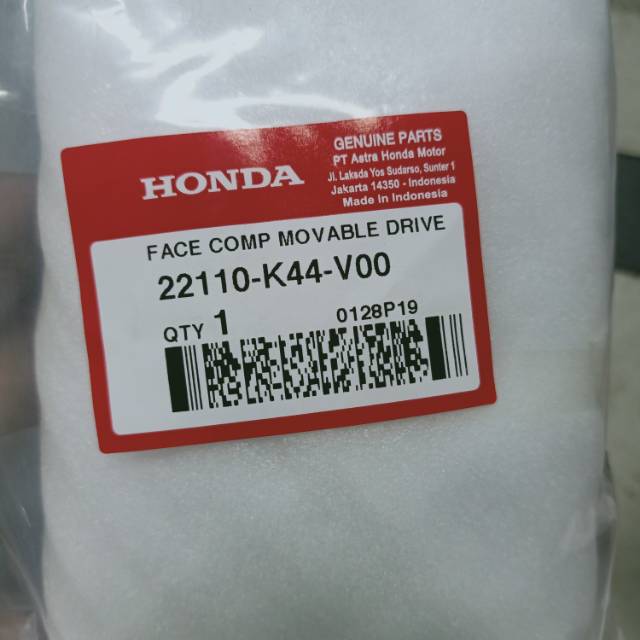 HONDA
GENUINE PARTS
PT Astra Honda Motor
Jl. Laksda Yos Sudarso, Sunter 1
Jakarta 14350 - Indonesia
Made in Indonesia
FACE COMP MOVABLE DRIVE
22110-K44-V00
QTY 1
0128P19